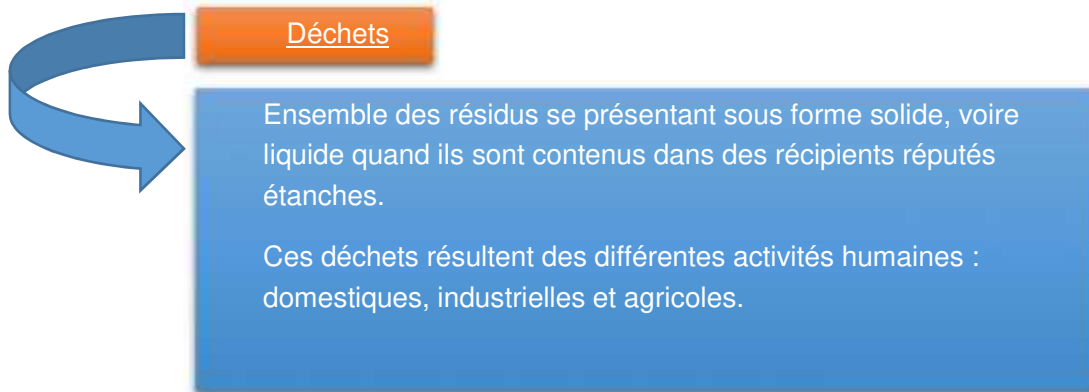 Déchets
Ensemble des résidus se présentant sous forme solide, voire
liquide quand ils sont contenus dans des récipients réputés
étanches.
Ces déchets résultent des différentes activités humaines :
domestiques, industrielles et agricoles.